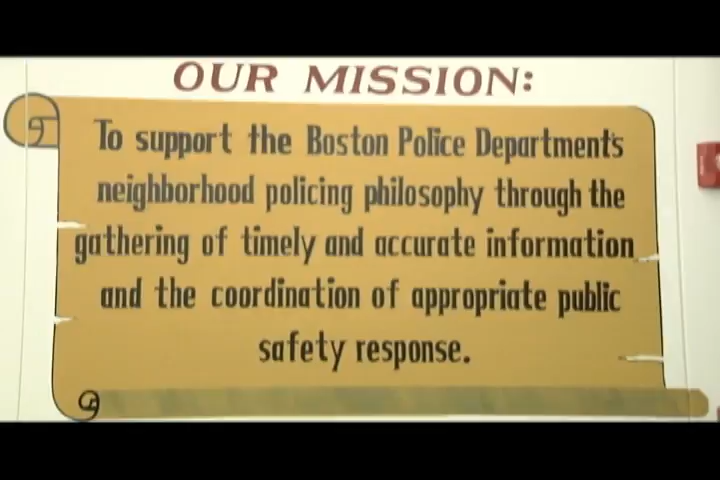 OUR MISSION:
To support the Boston Police Department's
neighborhood policing philosophy through the
gathering of timely and accurate information
and the coordination of appropriate public
safety response.